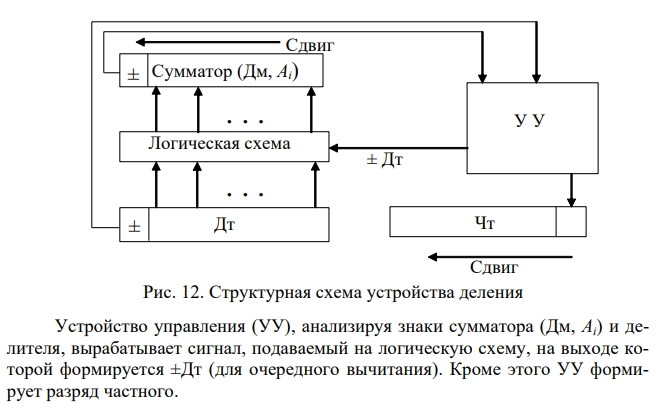 Сдвиг
± Сумматор (Дм, Ai)
. . .
У У
Логическая схема
± Дт
. . .
± Дт
Чт
Сдвиг
Рис. 12. Структурная схема устройства деления
Устройство управления (УУ), анализируя знаки сумматора (Дм, Ai) и де-
лителя, вырабатывает сигнал, подаваемый на логическую схему, на выходе ко-
торой формируется ±Дт (для очередного вычитания). Кроме этого УУ форми-
рует разряд частного.